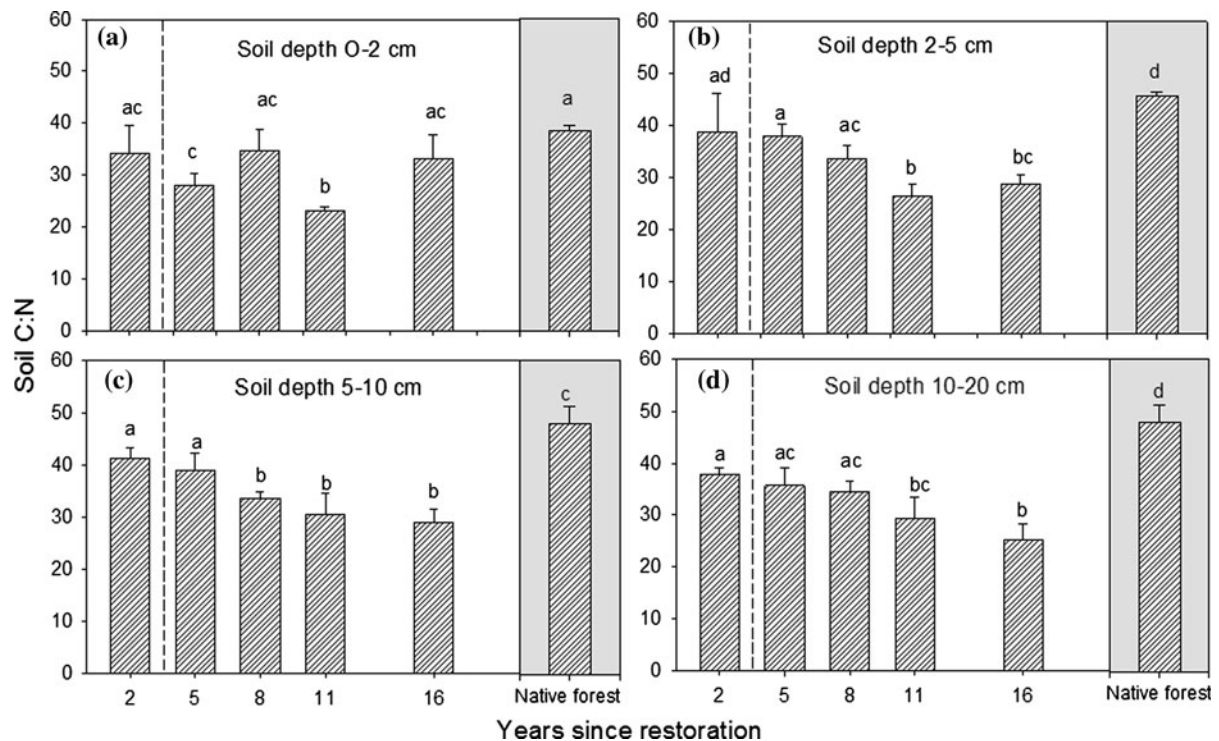 (a) Soil depth O-2 cm
60
50
40
30
20
10
0
ac
c
ac
b
ac
a
(b) Soil depth 2-5 cm
60
50
40
30
20
10
0
ad
a
ac
b
bc
d
Soil C:N
(c) Soil depth 5-10 cm
60
50
40
30
20
10
0
a
a
b
b
b
c
2 5 8 11 16 Native forest
(d) Soil depth 10-20 cm
60
50
40
30
20
10
0
a
ac
ac
bc
b
d
2 5 8 11 16 Native forest
Years since restoration